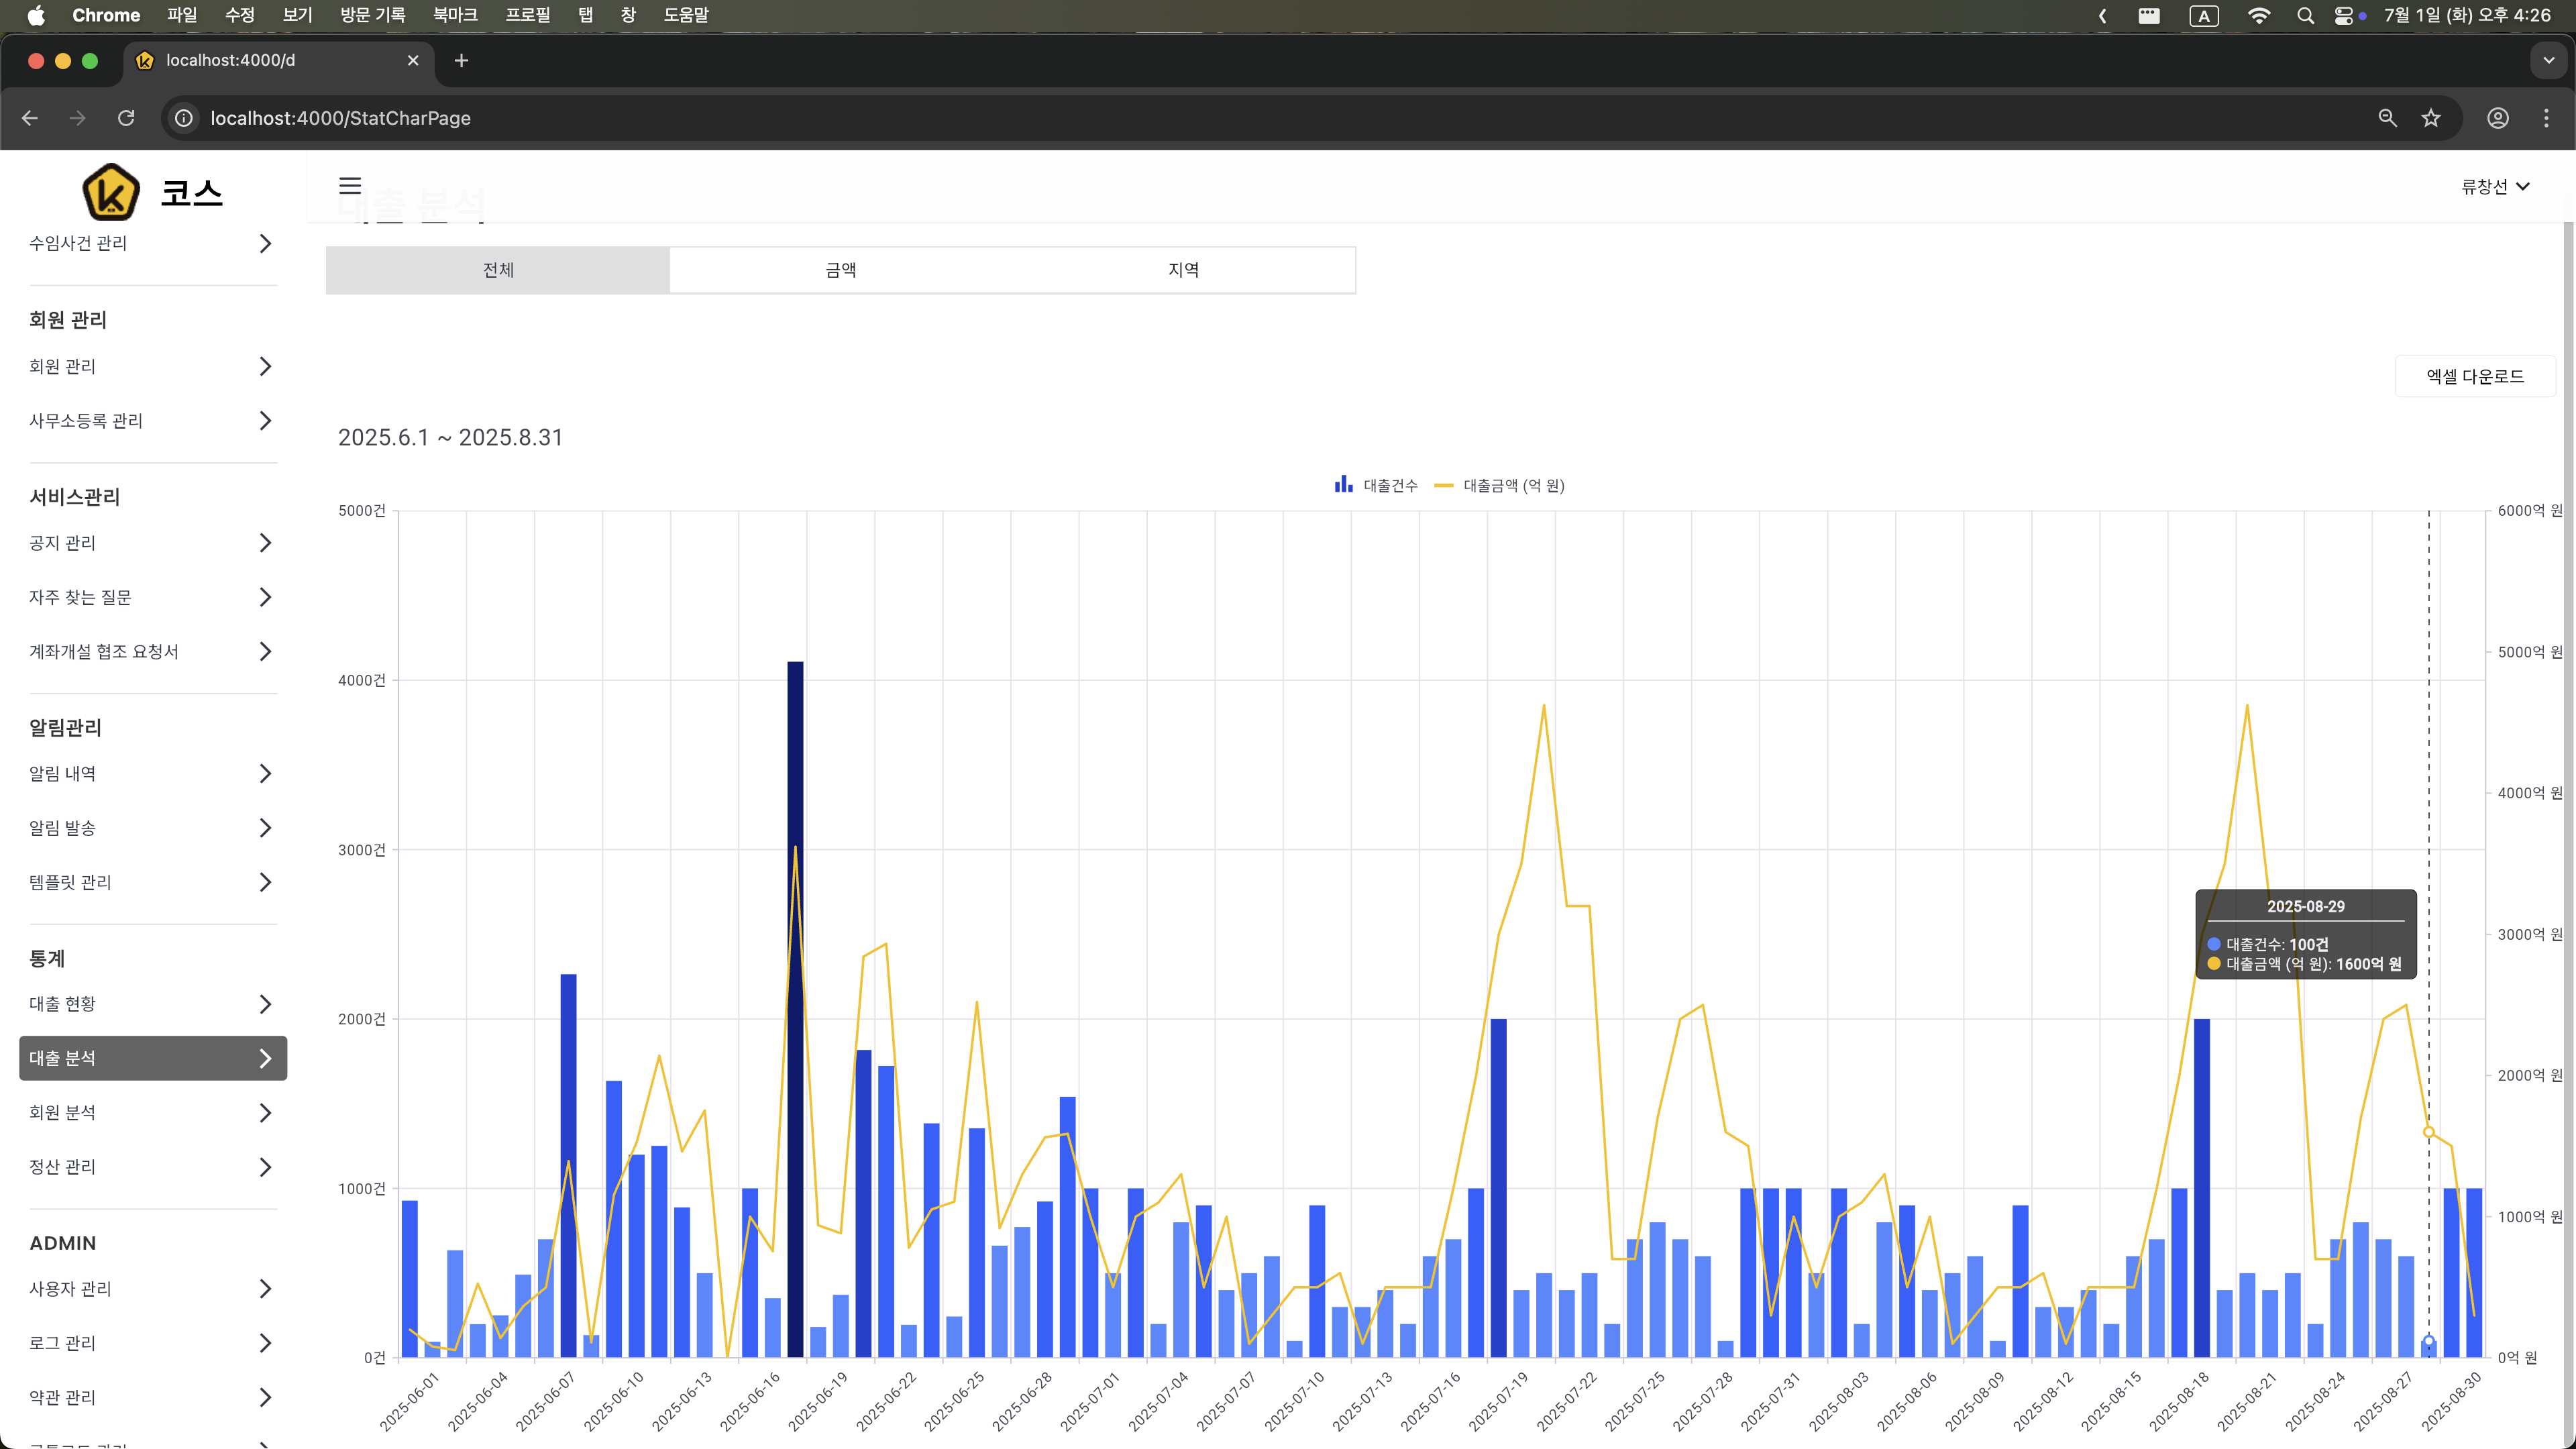 Chrome 파일 수정 보기 방문 기록 북마크 프로필 탭 창 도움말
A 7월 1일 (화) 오후 4:26
localhost:4000/d
localhost:4000/StatCharPage
코스
대출 분석
류창선
수임사건 관리
회원 관리
회원 관리
사무소등록 관리
서비스관리
공지 관리
자주 찾는 질문
계좌개설 협조 요청서
알림관리
알림 내역
알림 발송
템플릿 관리
통계
대출 현황
대출 분석
회원 분석
정산 관리
ADMIN
사용자 관리
로그 관리
약관 관리
전체 금액 지역
엑셀 다운로드
2025.6.1 ~ 2025.8.31
대출건수 대출금액 (억 원)
5000건
4000건
3000건
2000건
1000건
0건
6000억 원
5000억 원
4000억 원
3000억 원
2000억 원
1000억 원
0억 원
2025-08-29
대출건수: 100건
대출금액 (억 원): 1600억 원
2025-06-01
2025-06-04
2025-06-07
2025-06-10
2025-06-13
2025-06-16
2025-06-19
2025-06-22
2025-06-25
2025-06-28
2025-07-01
2025-07-04
2025-07-07
2025-07-10
2025-07-13
2025-07-16
2025-07-19
2025-07-22
2025-07-25
2025-07-28
2025-07-31
2025-08-03
2025-08-06
2025-08-09
2025-08-12
2025-08-15
2025-08-18
2025-08-21
2025-08-24
2025-08-27
2025-08-30